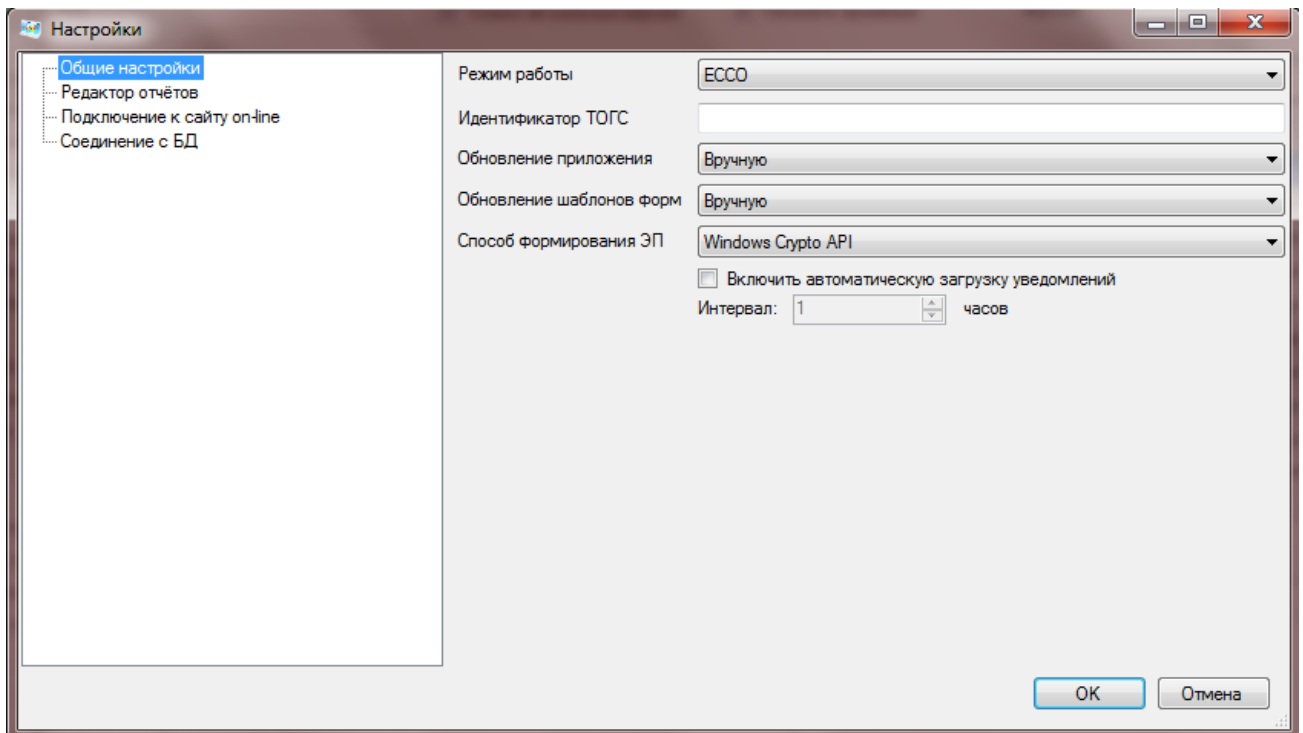 Настройки
Общие настройки
Редактор отчётов
Подключение к сайту on-line
Соединение с БД
Режим работы ЕССО
Идентификатор ТОГС
Обновление приложения Вручную
Обновление шаблонов форм Вручную
Способ формирования ЭП Windows Crypto API
Включить автоматическую загрузку уведомлений
Интервал: 1 часов
OK Отмена